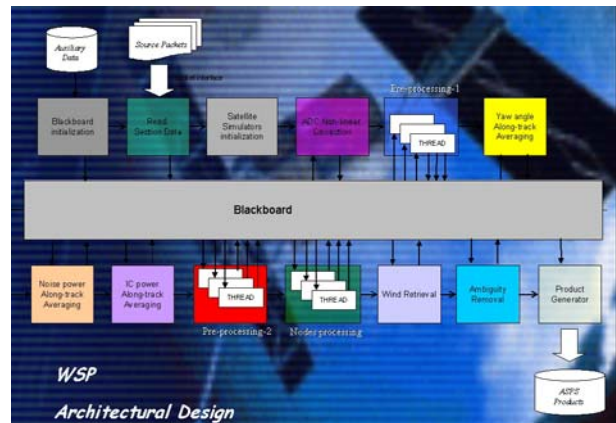 Auxiliary
Data
Source Packets
Pre-processing-1
Blackboard
initialization
Read
Section Data
Satellite
Simulators
initialization
ADC Non-linear
Correction
THREAD
Yaw angle
Along-track
Averaging
Blackboard
Noise power
Along-track
Averaging
IC power
Along-track
Averaging
THREAD
THREAD
Wind Retrieval
Ambiguity
Removal
Product
Generator
Pre-processing-2
Nodes processing
WSP
Architectural Design
ASPS
Products